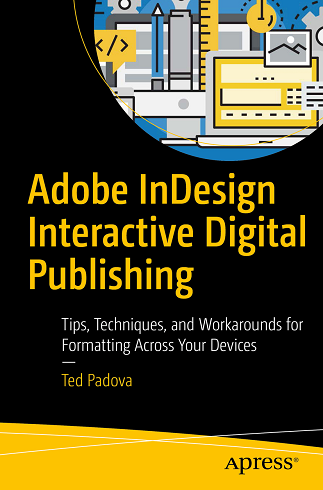 </>
Adobe InDesign
Interactive Digital
Publishing
Tips, Techniques, and Workarounds for
Formatting Across Your Devices
—
Ted Padova
Apress®